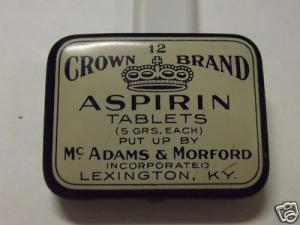 12
CROWN BRAND
ASPIRIN
TABLETS
(5 GRS. EACH)
PUT UP BY
Mc ADAMS & MORFORD
INCORPORATED
LEXINGTON, KY.